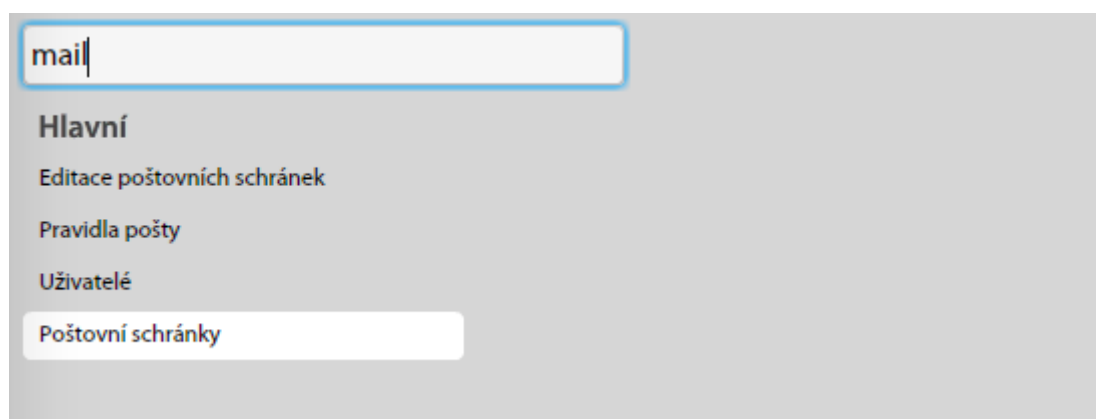 mail
Hlavní
Editace poštovních schránek
Pravidla pošty
Uživatelé
Poštovní schránky